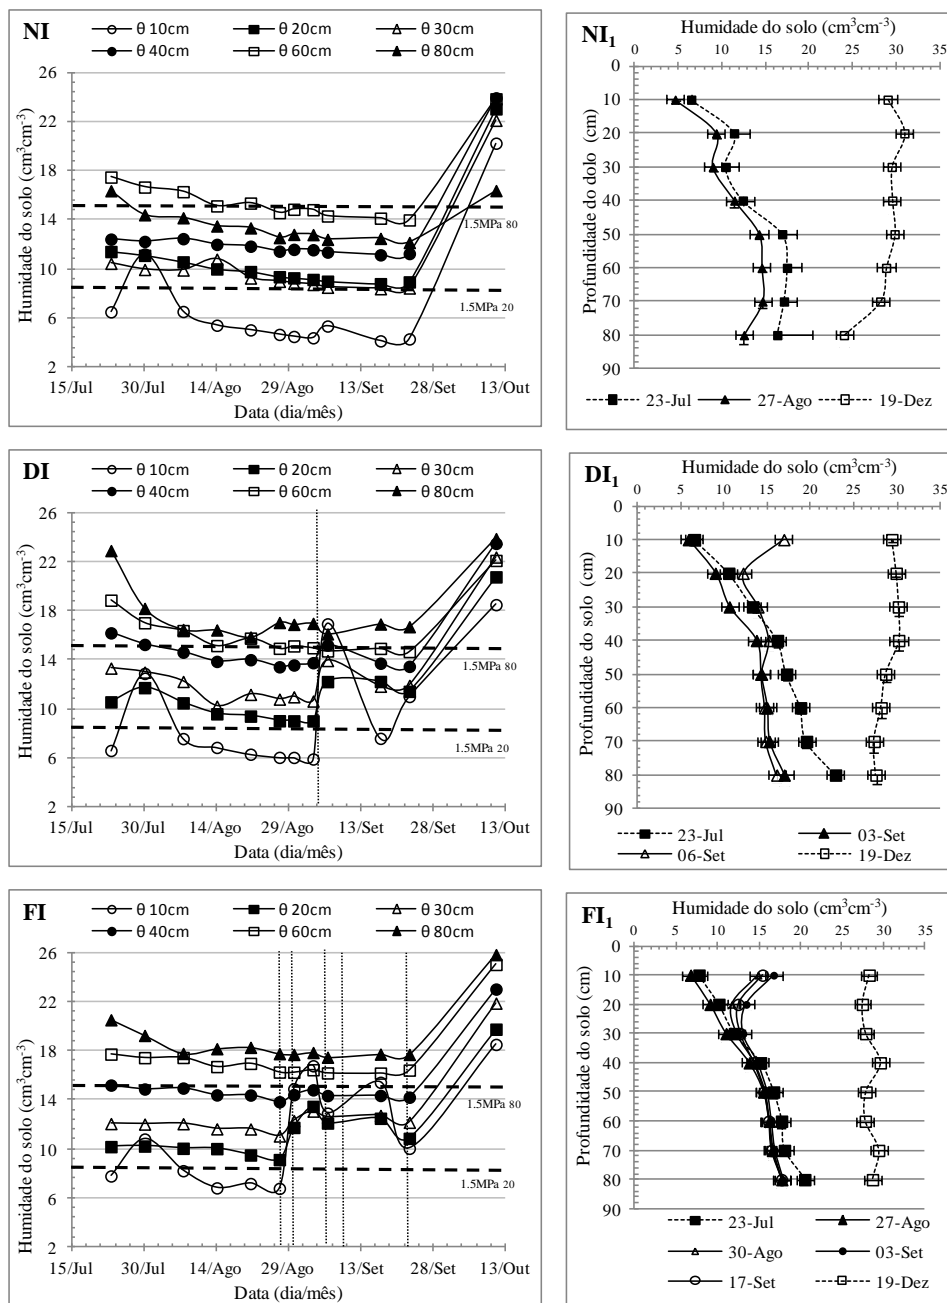 NI
θ 10cm θ 20cm θ 30cm
θ 40cm θ 60cm θ 80cm
Humidade do solo (cm³cm⁻³)
26
22
18
14
10
6
2
1.5MPa 80
1.5MPa 20
15/Jul 30/Jul 14/Ago 29/Ago 13/Set 28/Set 13/Out
Data (dia/mês)
NI₁
Humidade do solo (cm³cm⁻³)
0 5 10 15 20 25 30 35
Profundidade do dolo (cm)
0
10
20
30
40
50
60
70
80
90
23-Jul 27-Ago 19-Dez
DI
θ 10cm θ 20cm θ 30cm
θ 40cm θ 60cm θ 80cm
Humidade do solo (cm³cm⁻³)
26
22
18
14
10
6
2
1.5MPa 80
1.5MPa 20
15/Jul 30/Jul 14/Ago 29/Ago 13/Set 28/Set 13/Out
Data (dia/mês)
DI₁
Humidade do solo (cm³cm⁻³)
0 5 10 15 20 25 30 35
Profundidade do solo (cm)
0
10
20
30
40
50
60
70
80
90
23-Jul 03-Set
06-Set 19-Dez
FI
θ 10cm θ 20cm θ 30cm
θ 40cm θ 60cm θ 80cm
Humidade do solo (cm³cm⁻³)
26
22
18
14
10
6
2
1.5MPa 80
1.5MPa 20
15/Jul 30/Jul 14/Ago 29/Ago 13/Set 28/Set 13/Out
Data (dia/mês)
FI₁
Humidade do solo (cm³cm⁻³)
0 5 10 15 20 25 30 35
Profundidade do solo (cm)
0
10
20
30
40
50
60
70
80
90
23-Jul 27-Ago
30-Ago 03-Set
17-Set 19-Dez